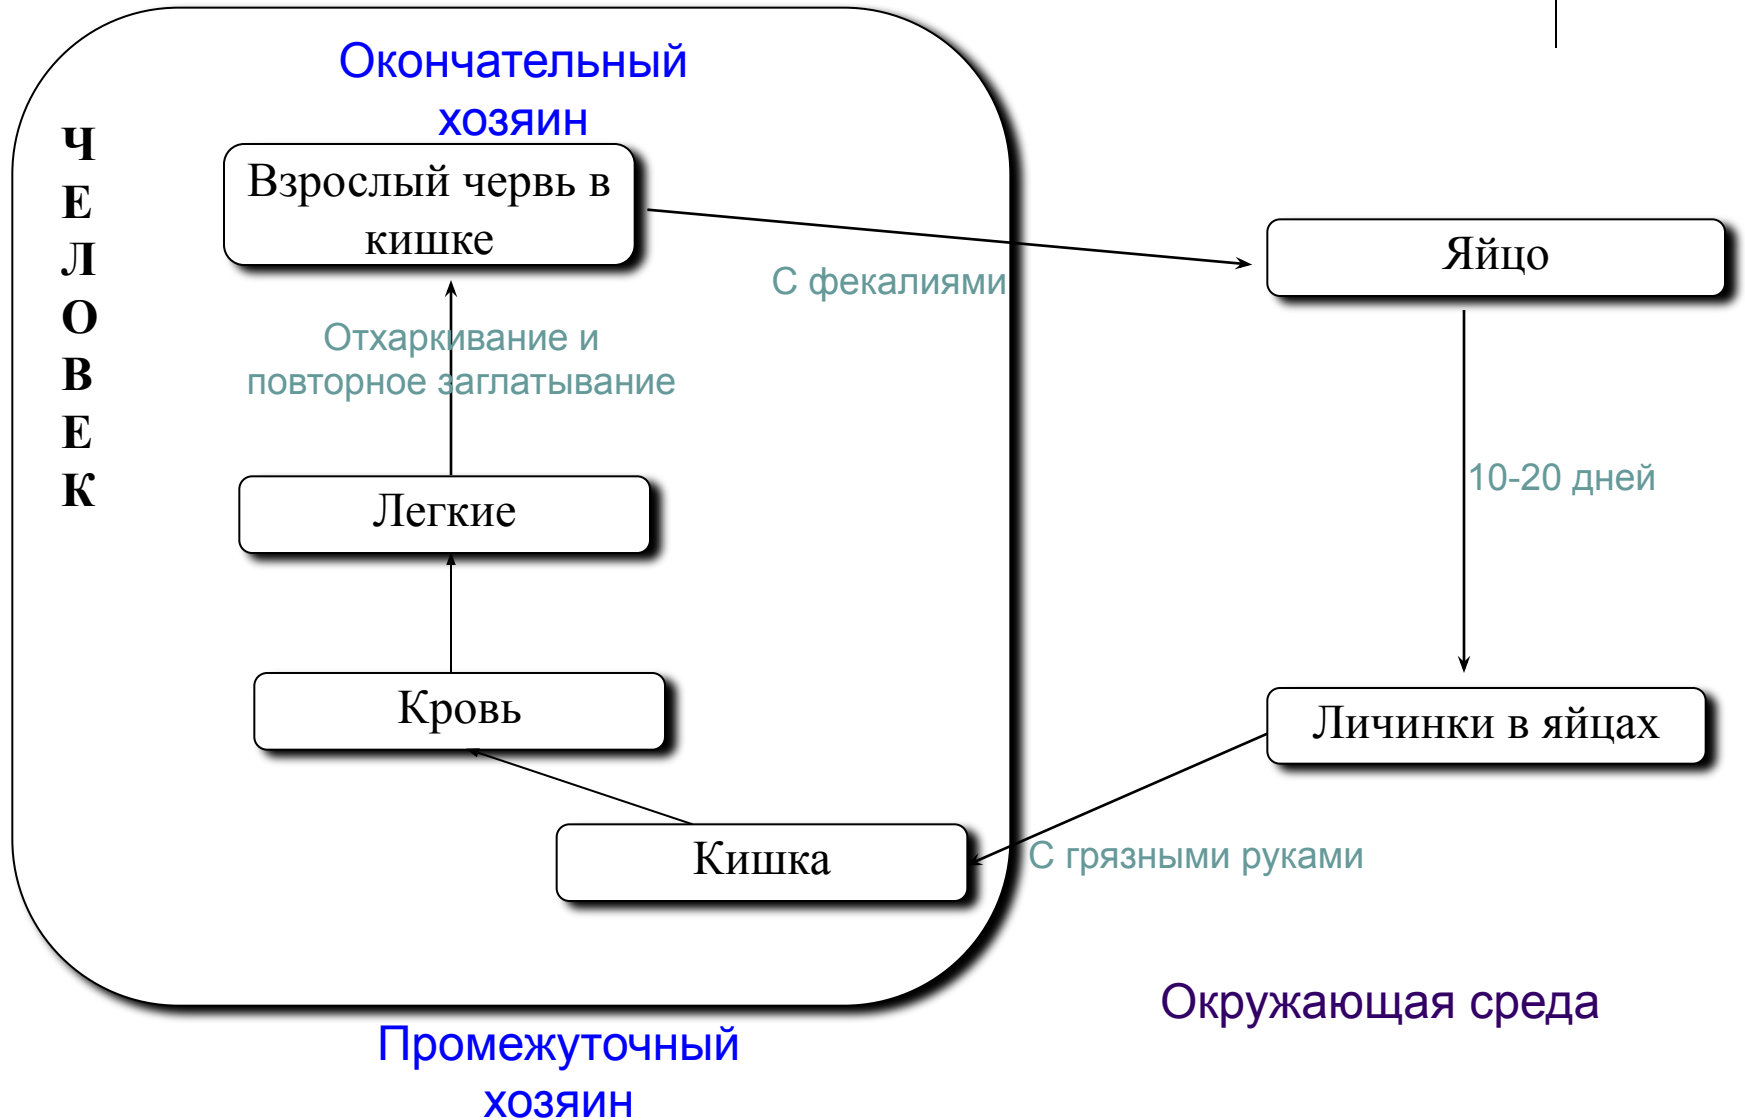 Окончательный
хозяин
Ч
Е
Л
О
В
Е
К
Взрослый червь в
кишке
С фекалиями
Яйцо
Отхаркивание и
повторное заглатывание
Легкие
10-20 дней
Кровь
Личинки в яйцах
Кишка
С грязными руками
Окружающая среда
Промежуточный
хозяин